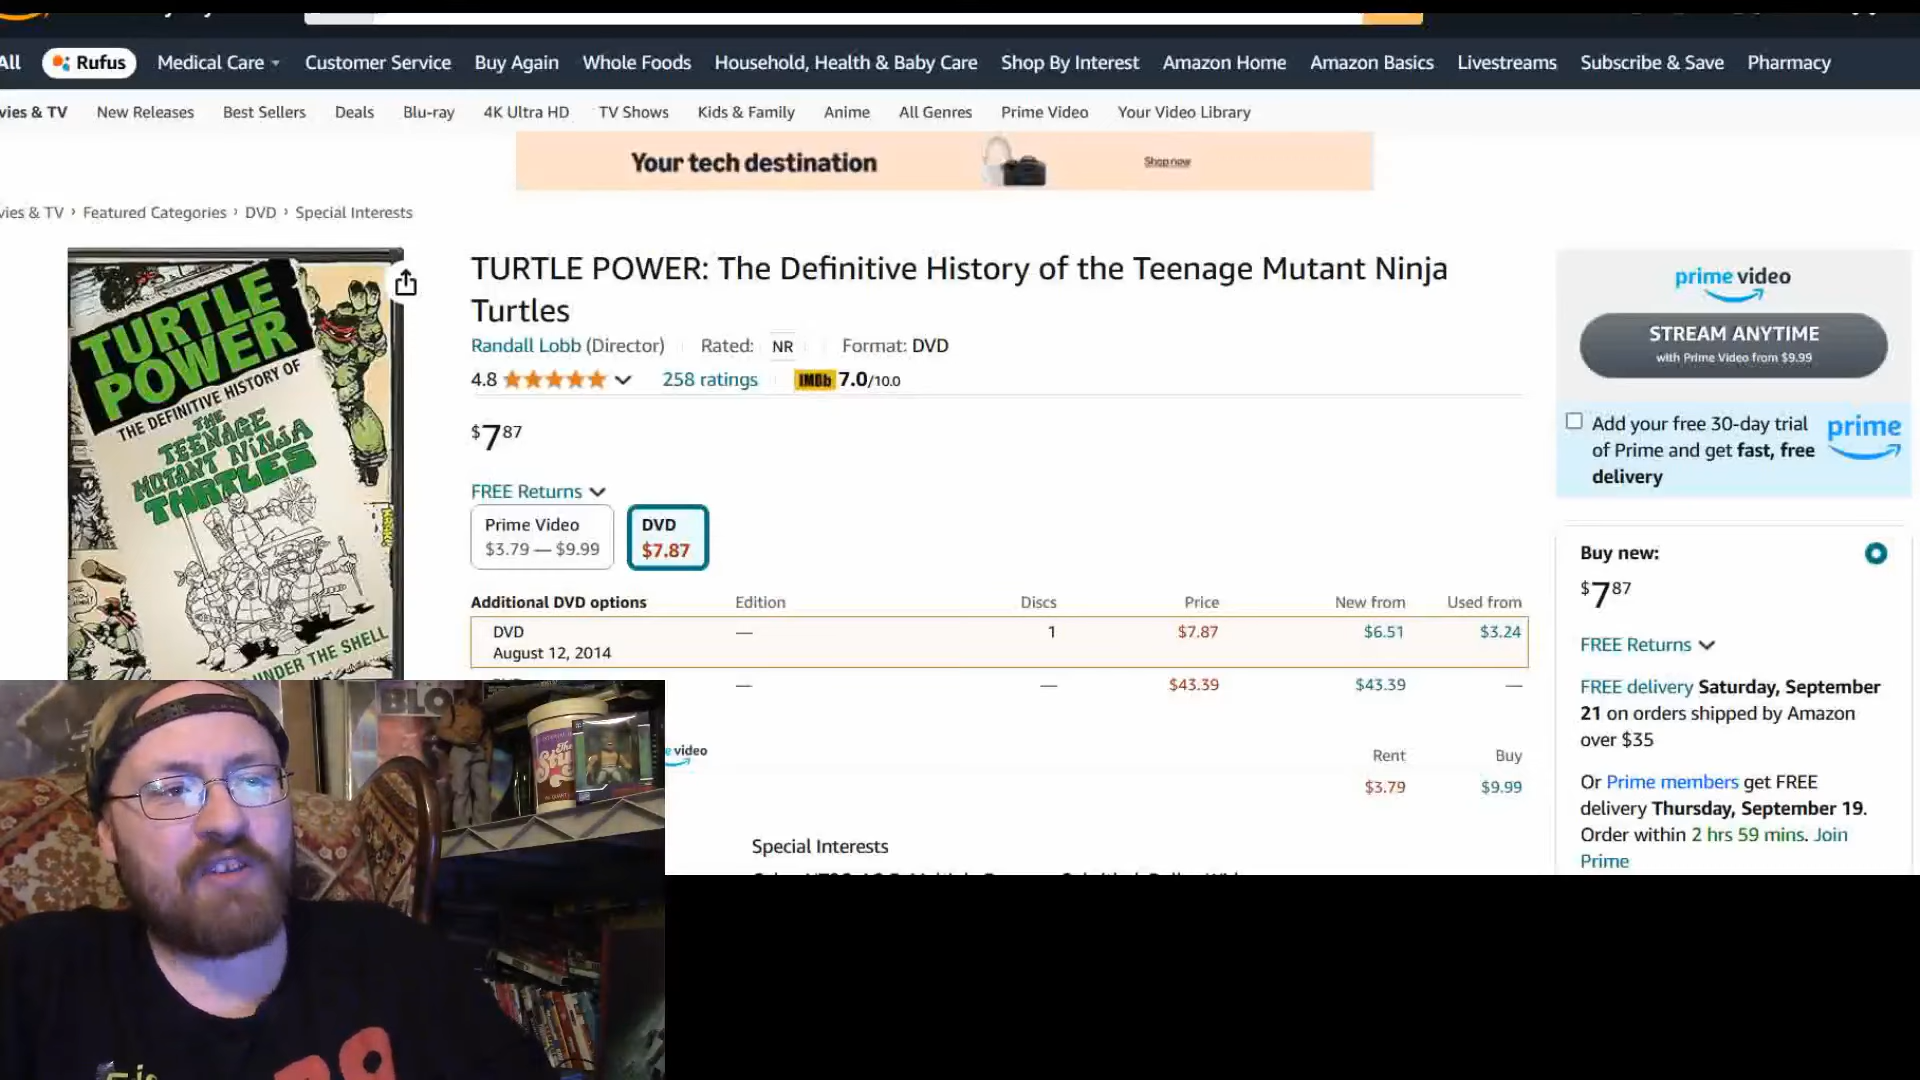 All
Rufus
Medical Care
Customer Service
Buy Again
Whole Foods
Household, Health & Baby Care
Shop By Interest
Amazon Home
Amazon Basics
Livestreams
Subscribe & Save
Pharmacy
vies & TV
New Releases
Best Sellers
Deals
Blu-ray
4K Ultra HD
TV Shows
Kids & Family
Anime
All Genres
Prime Video
Your Video Library
Your tech destination
Shop now
vies & TV › Featured Categories › DVD › Special Interests
TURTLE
POWER
THE DEFINITIVE HISTORY OF
THE
TEENAGE
MUTANT NINJA
TURTLES
UNDER THE SHELL
TURTLE POWER: The Definitive History of the Teenage Mutant Ninja
Turtles
Randall Lobb (Director)
Rated: NR
Format: DVD
4.8
258 ratings
IMDb 7.0/10.0
$7.87
FREE Returns
Prime Video
$3.79 — $9.99
DVD
$7.87
Additional DVD options
Edition
Discs
Price
New from
Used from
DVD
August 12, 2014
—
1
$7.87
$6.51
$3.24
—
—
$43.39
$43.39
—
e video
Rent
Buy
$3.79
$9.99
Special Interests
prime video
STREAM ANYTIME
with Prime Video from $9.99
Add your free 30-day trial
of Prime and get fast, free
delivery
prime
Buy new:
$7.87
FREE Returns
FREE delivery Saturday, September
21 on orders shipped by Amazon
over $35
Or Prime members get FREE
delivery Thursday, September 19.
Order within 2 hrs 59 mins. Join
Prime
BLO
The
Stu